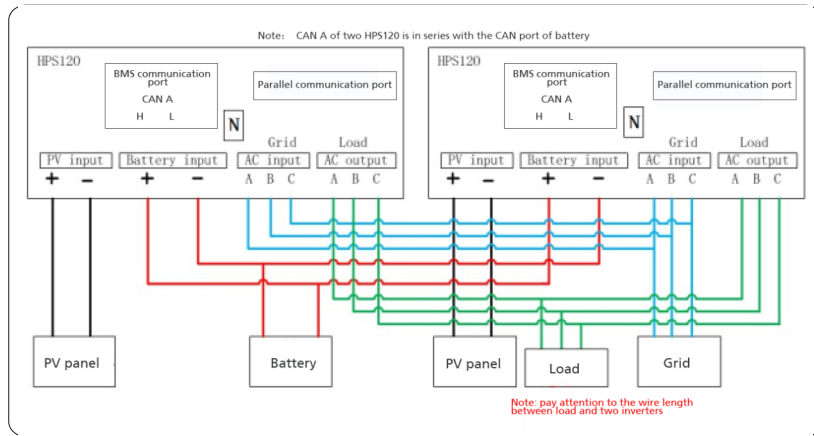 Note: CAN A of two HPS120 is in series with the CAN port of battery
HPS120
BMS communication
port
CAN A
H L
Parallel communication port
N
Grid Load
PV input Battery input AC input AC output
+ − + − A B C A B C
HPS120
BMS communication
port
CAN A
H L
Parallel communication port
N
Grid Load
PV input Battery input AC input AC output
+ − + − A B C A B C
PV panel
Battery
PV panel
Load
Grid
Note: pay attention to the wire length
between load and two inverters